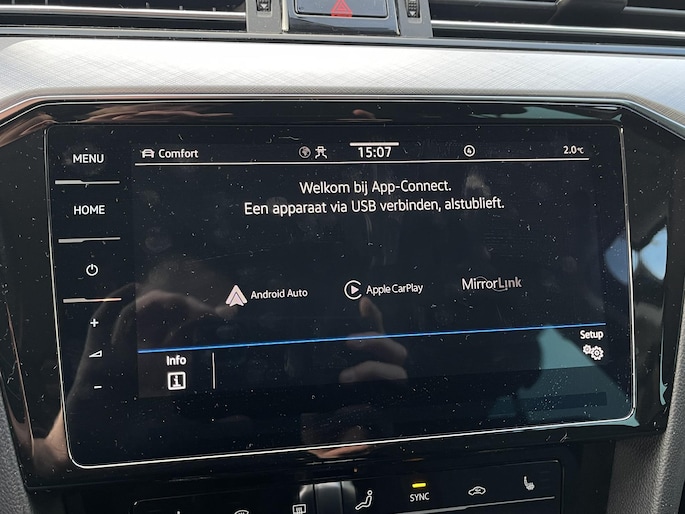 MENU
Comfort
15:07
2.0°C
HOME
Welkom bij App-Connect.
Een apparaat via USB verbinden, alstublieft.
Android Auto
Apple CarPlay
MirrorLink
Info
Setup
SYNC